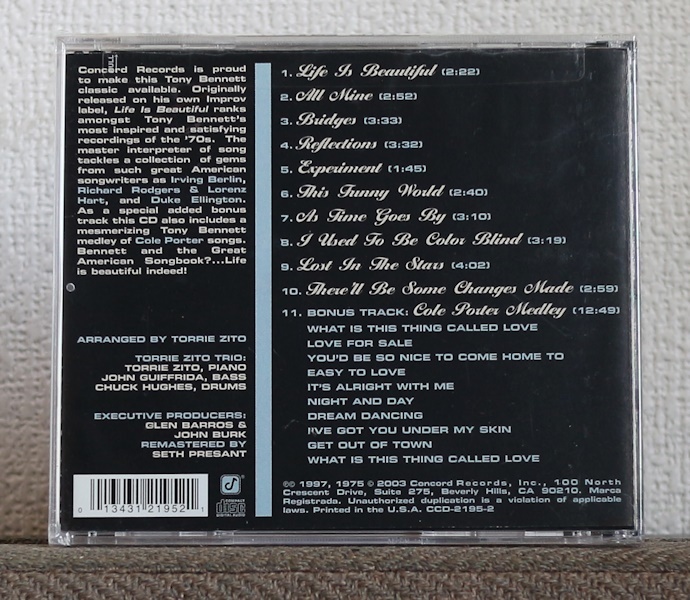 Concord Records is proud
to make this Tony Bennett
classic available. Originally
released on his own Improv
label, Life Is Beautiful ranks
amongst Tony Bennett's
most inspired and satisfying
recordings of the '70s. The
master interpreter of song
tackles a collection of gems
from such great American
songwriters as Irving Berlin,
Richard Rodgers & Lorenz
Hart, and Duke Ellington.
As a special added bonus
track this CD also includes a
mesmerizing Tony Bennett
medley of Cole Porter songs.
Bennett and the Great
American Songbook?...Life
is beautiful indeed!
ARRANGED BY TORRIE ZITO
TORRIE ZITO TRIO:
TORRIE ZITO, PIANO
JOHN GUIFFRIDA, BASS
CHUCK HUGHES, DRUMS
EXECUTIVE PRODUCERS:
GLEN BARROS &
JOHN BURK
REMASTERED BY
SETH PRESANT
0 13431 21952 1
COMPACT
disc
DIGITAL AUDIO
1. Life Is Beautiful (2:22)
2. All Mine (2:52)
3. Bridges (3:33)
4. Reflections (3:32)
5. Experiment (1:45)
6. This Funny World (2:40)
7. As Time Goes By (3:10)
8. I Used To Be Color Blind (3:19)
9. Lost In The Stars (4:02)
10. There'll Be Some Changes Made (2:59)
11. BONUS TRACK: Cole Porter Medley (12:49)
WHAT IS THIS THING CALLED LOVE
LOVE FOR SALE
YOU'D BE SO NICE TO COME HOME TO
EASY TO LOVE
IT'S ALRIGHT WITH ME
NIGHT AND DAY
DREAM DANCING
I'VE GOT YOU UNDER MY SKIN
GET OUT OF TOWN
WHAT IS THIS THING CALLED LOVE
℗© 1997, 1975 ℗ 2003 Concord Records, Inc., 100 North
Crescent Drive, Suite 275, Beverly Hills, CA 90210. Marca
Registrada. Unauthorized duplication is a violation of applicable
laws. Printed in the U.S.A. CCD-2195-2